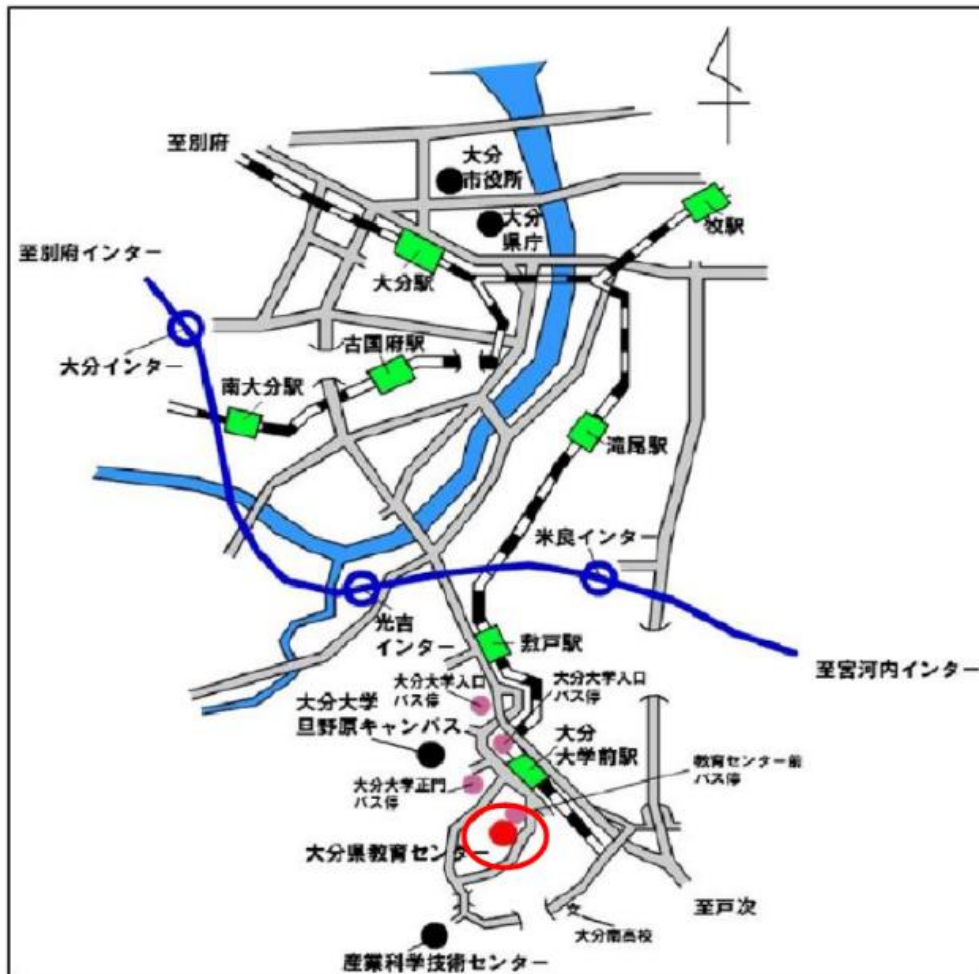 至別府
大分
市役所
大分
県庁
牧駅
至別府インター
大分駅
大分インター
古国府駅
南大分駅
滝尾駅
米良インター
光吉
インター
敷戸駅
至宮河内インター
大分大学入口
バス停
大分大学入口
バス停
大分大学
旦野原キャンパス
大分
大学前駅
教育センター前
バス停
大分大学正門
バス停
大分県教育センター
至戸次
大分南高校
産業科学技術センター